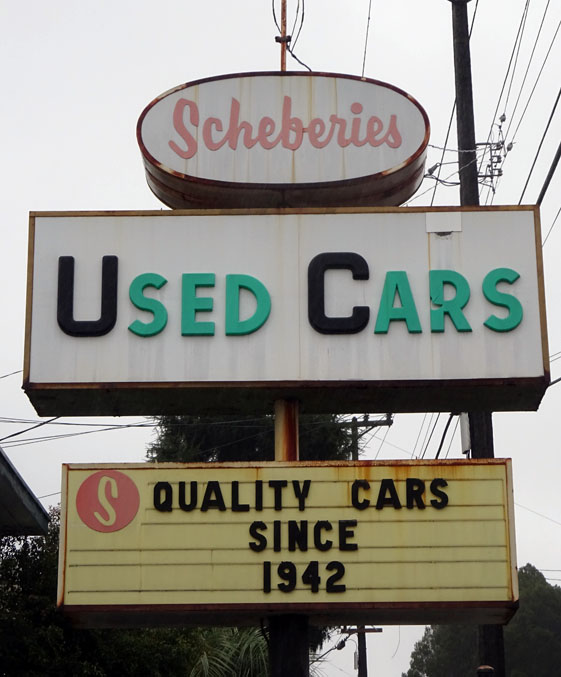 Scheberies
USED CARS
S QUALITY CARS
SINCE
1942